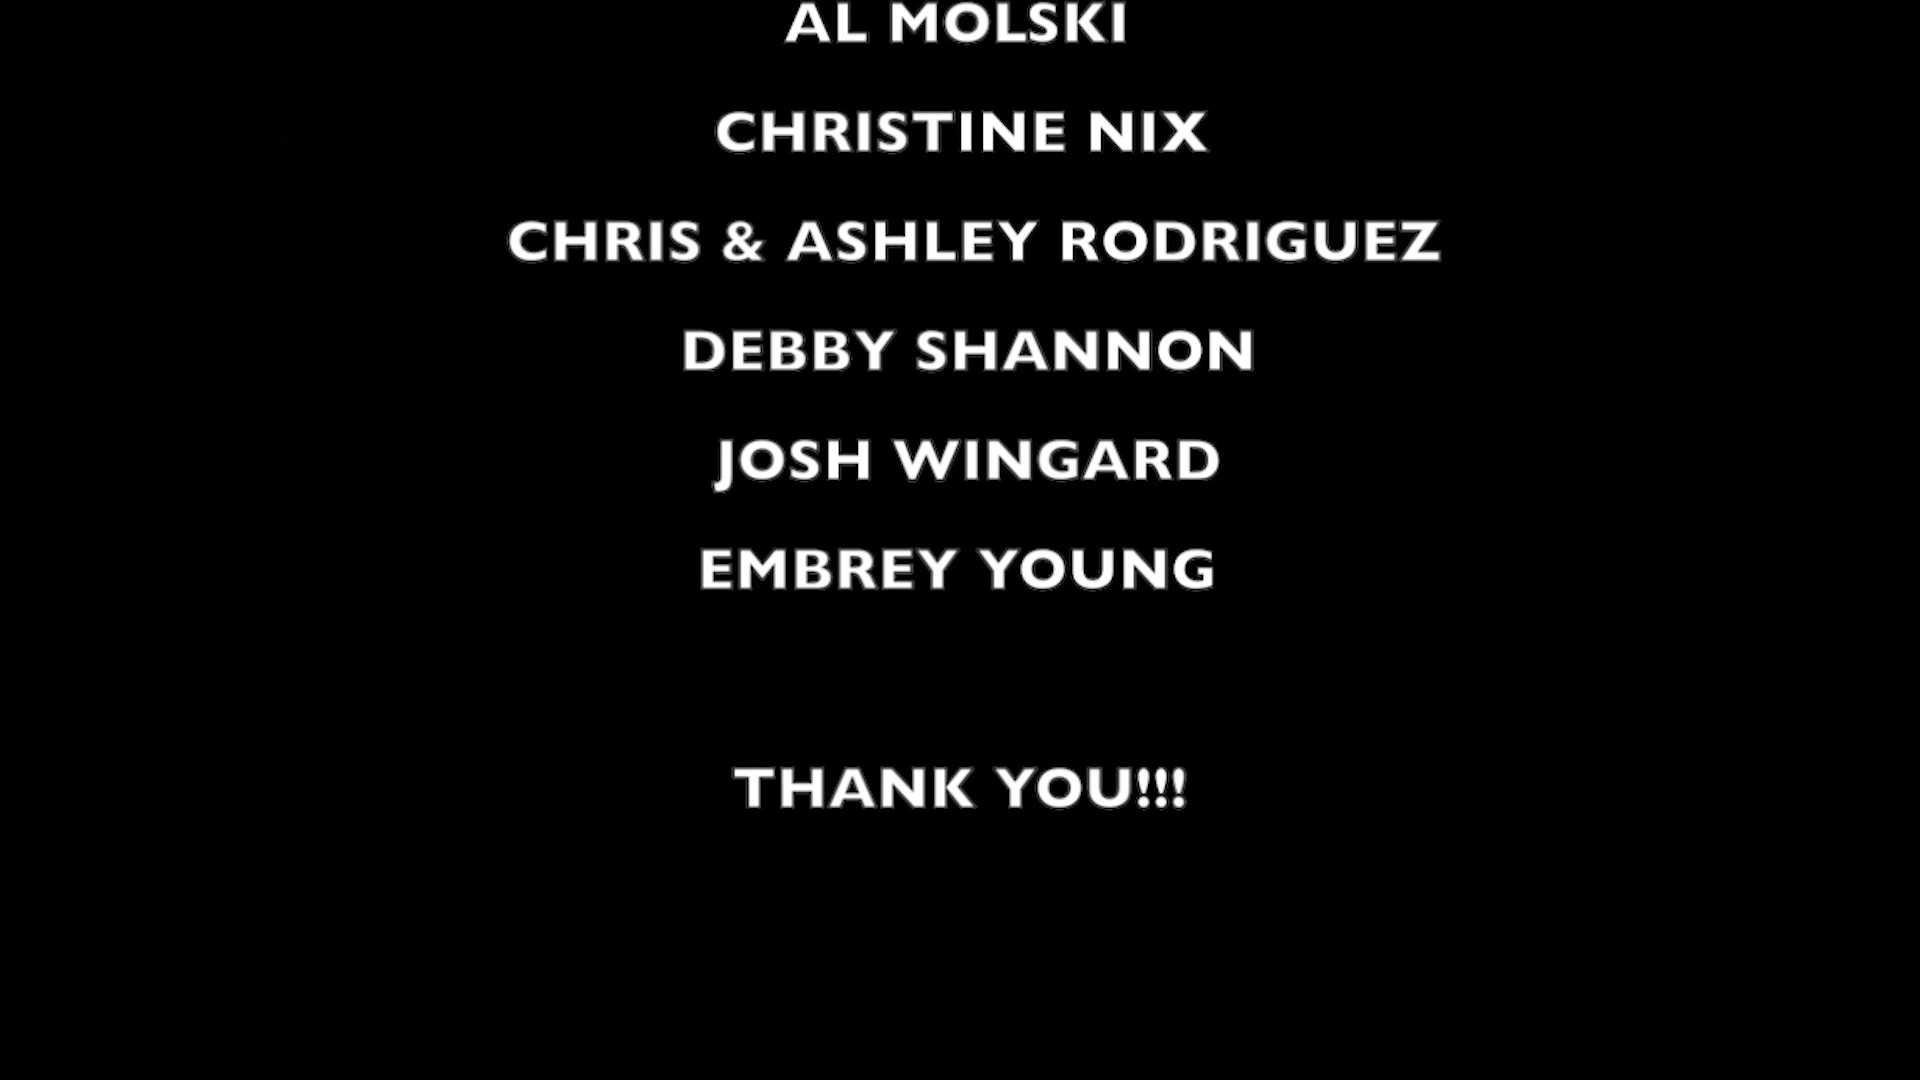 AL MOLSKI
CHRISTINE NIX
CHRIS & ASHLEY RODRIGUEZ
DEBBY SHANNON
JOSH WINGARD
EMBREY YOUNG
THANK YOU!!!